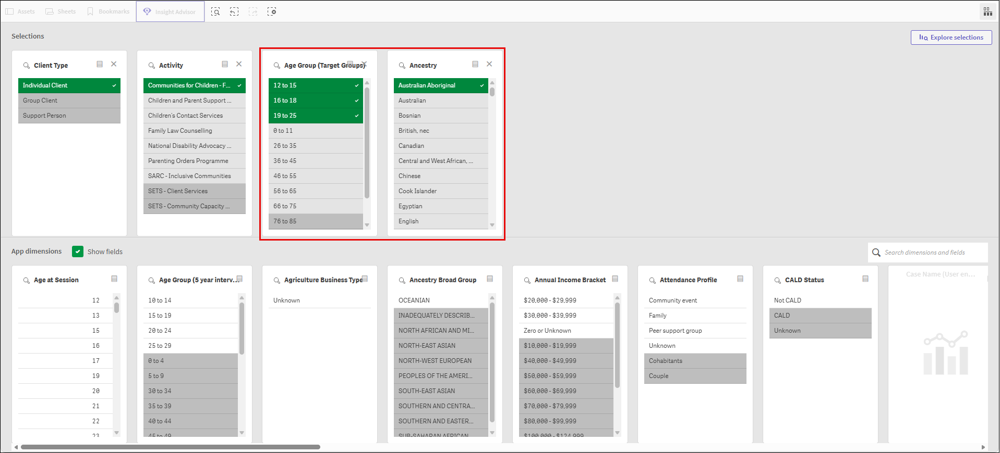 Assets
Sheets
Bookmarks
Insight Advisor
Selections
Explore selections
Client Type
Individual Client
Group Client
Support Person
Activity
Communities for Children - F...
Children and Parent Support ...
Children's Contact Services
Family Law Counselling
National Disability Advocacy ...
Parenting Orders Programme
SARC - Inclusive Communities
SETS - Client Services
SETS - Community Capacity ...
Age Group (Target Groups)
12 to 15
16 to 18
19 to 25
0 to 11
26 to 35
36 to 45
46 to 55
56 to 65
66 to 75
76 to 85
Ancestry
Australian Aboriginal
Australian
Bosnian
British, nec
Canadian
Central and West African, ...
Chinese
Cook Islander
Egyptian
English
App dimensions
Show fields
Search dimensions and fields
Age at Session
12
13
15
16
17
19
20
21
22
23
Age Group (5 year interv...
10 to 14
15 to 19
20 to 24
25 to 29
0 to 4
5 to 9
30 to 34
35 to 39
40 to 44
45 to 49
Agriculture Business Type
Unknown
Ancestry Broad Group
OCEANIAN
INADEQUATELY DESCRIB...
NORTH AFRICAN AND MI...
NORTH-EAST ASIAN
NORTH-WEST EUROPEAN
PEOPLES OF THE AMERI...
SOUTH-EAST ASIAN
SOUTHERN AND CENTRA...
SOUTHERN AND EASTER...
SUB-SAHARAN AFRICAN
Annual Income Bracket
$20,000 - $29,999
$30,000 - $39,999
Zero or Unknown
$10,000 - $19,999
$40,000 - $49,999
$50,000 - $59,999
$60,000 - $69,999
$70,000 - $79,999
$80,000 - $99,999
$100,000 - $124,999
Attendance Profile
Community event
Family
Peer support group
Unknown
Cohabitants
Couple
CALD Status
Not CALD
CALD
Unknown
Case Name (User en...